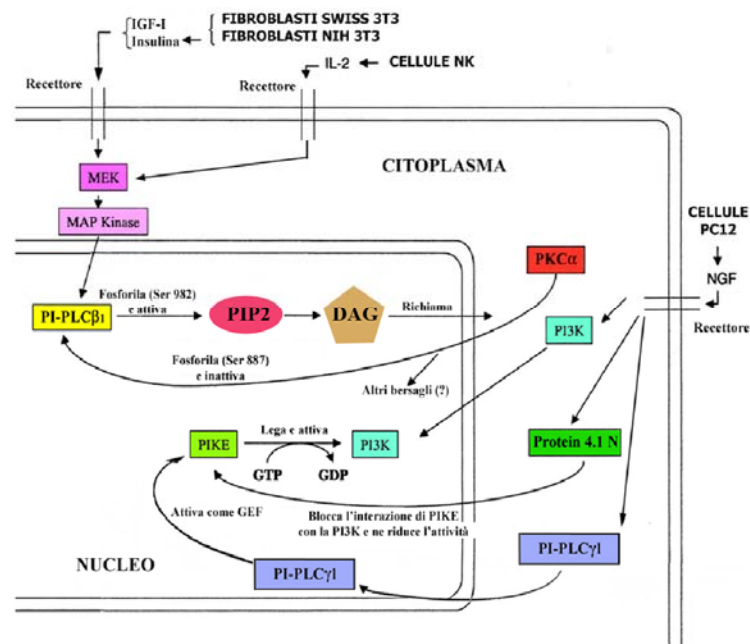 IGF-I
Insulina
FIBROBLASTI SWISS 3T3
FIBROBLASTI NIH 3T3
IL-2
CELLULE NK
Recettore
Recettore
CITOPLASMA
MEK
MAP Kinase
CELLULE
PC12
NGF
Recettore
PKCα
PI3K
PI-PLCβ1
Fosforila (Ser 982)
e attiva
PIP2
DAG
Richiama
Fosforila (Ser 887)
e inattiva
Altri bersagli (?)
PIKE
Lega e attiva
GTP
GDP
PI3K
Protein 4.1 N
Attiva come GEF
Blocca l'interazione di PIKE
con la PI3K e ne riduce l'attività
NUCLEO
PI-PLCγl
PI-PLCγl